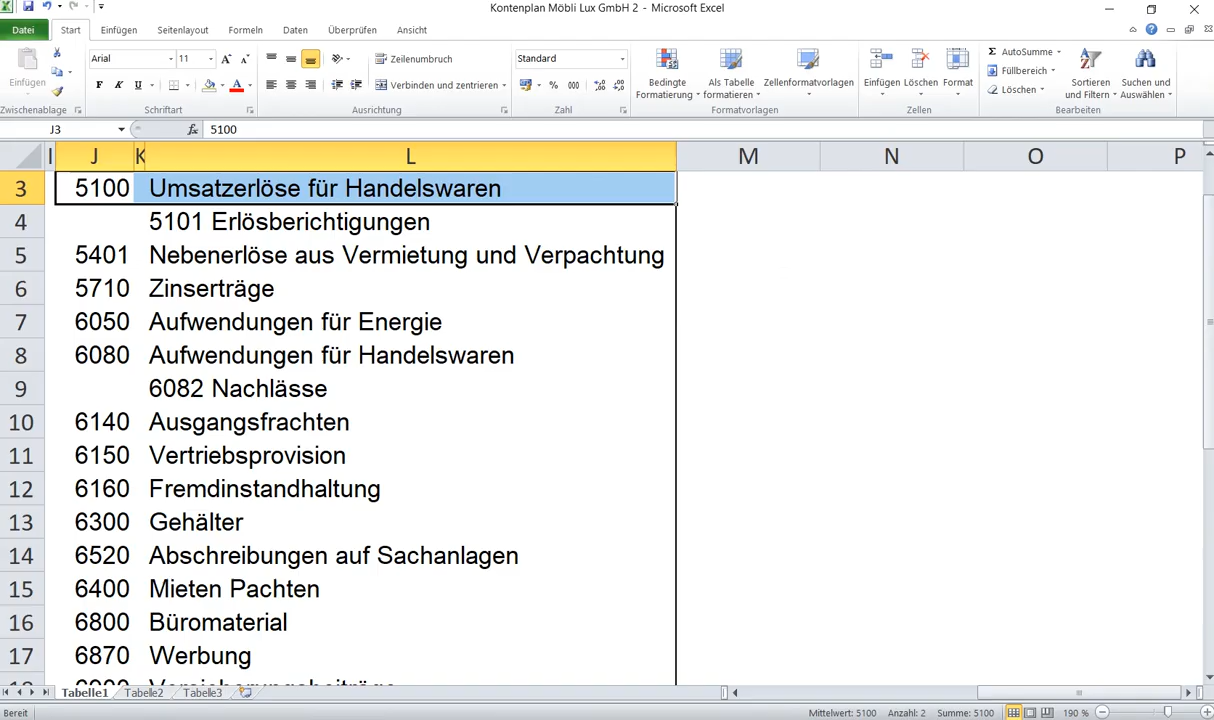 Kontenplan Möbli Lux GmbH 2 - Microsoft Excel
Datei Start Einfügen Seitenlayout Formeln Daten Überprüfen Ansicht
Einfügen
Arial 11
F K U
Zeilenumbruch
Verbinden und zentrieren
Standard
% 000
Bedingte Formatierung
Als Tabelle formatieren
Zellenformatvorlagen
Einfügen Löschen Format
Σ AutoSumme
Füllbereich
Löschen
Sortieren und Filtern
Suchen und Auswählen
Zwischenablage Schriftart Ausrichtung Zahl Formatvorlagen Zellen Bearbeiten
J3 fx 5100
I J K L M N O P
3 5100 Umsatzerlöse für Handelswaren
4 5101 Erlösberichtigungen
5 5401 Nebenerlöse aus Vermietung und Verpachtung
6 5710 Zinserträge
7 6050 Aufwendungen für Energie
8 6080 Aufwendungen für Handelswaren
9 6082 Nachlässe
10 6140 Ausgangsfrachten
11 6150 Vertriebsprovision
12 6160 Fremdinstandhaltung
13 6300 Gehälter
14 6520 Abschreibungen auf Sachanlagen
15 6400 Mieten Pachten
16 6800 Büromaterial
17 6870 Werbung
Tabelle1 Tabelle2 Tabelle3
Bereit Mittelwert: 5100 Anzahl: 2 Summe: 5100 190 %